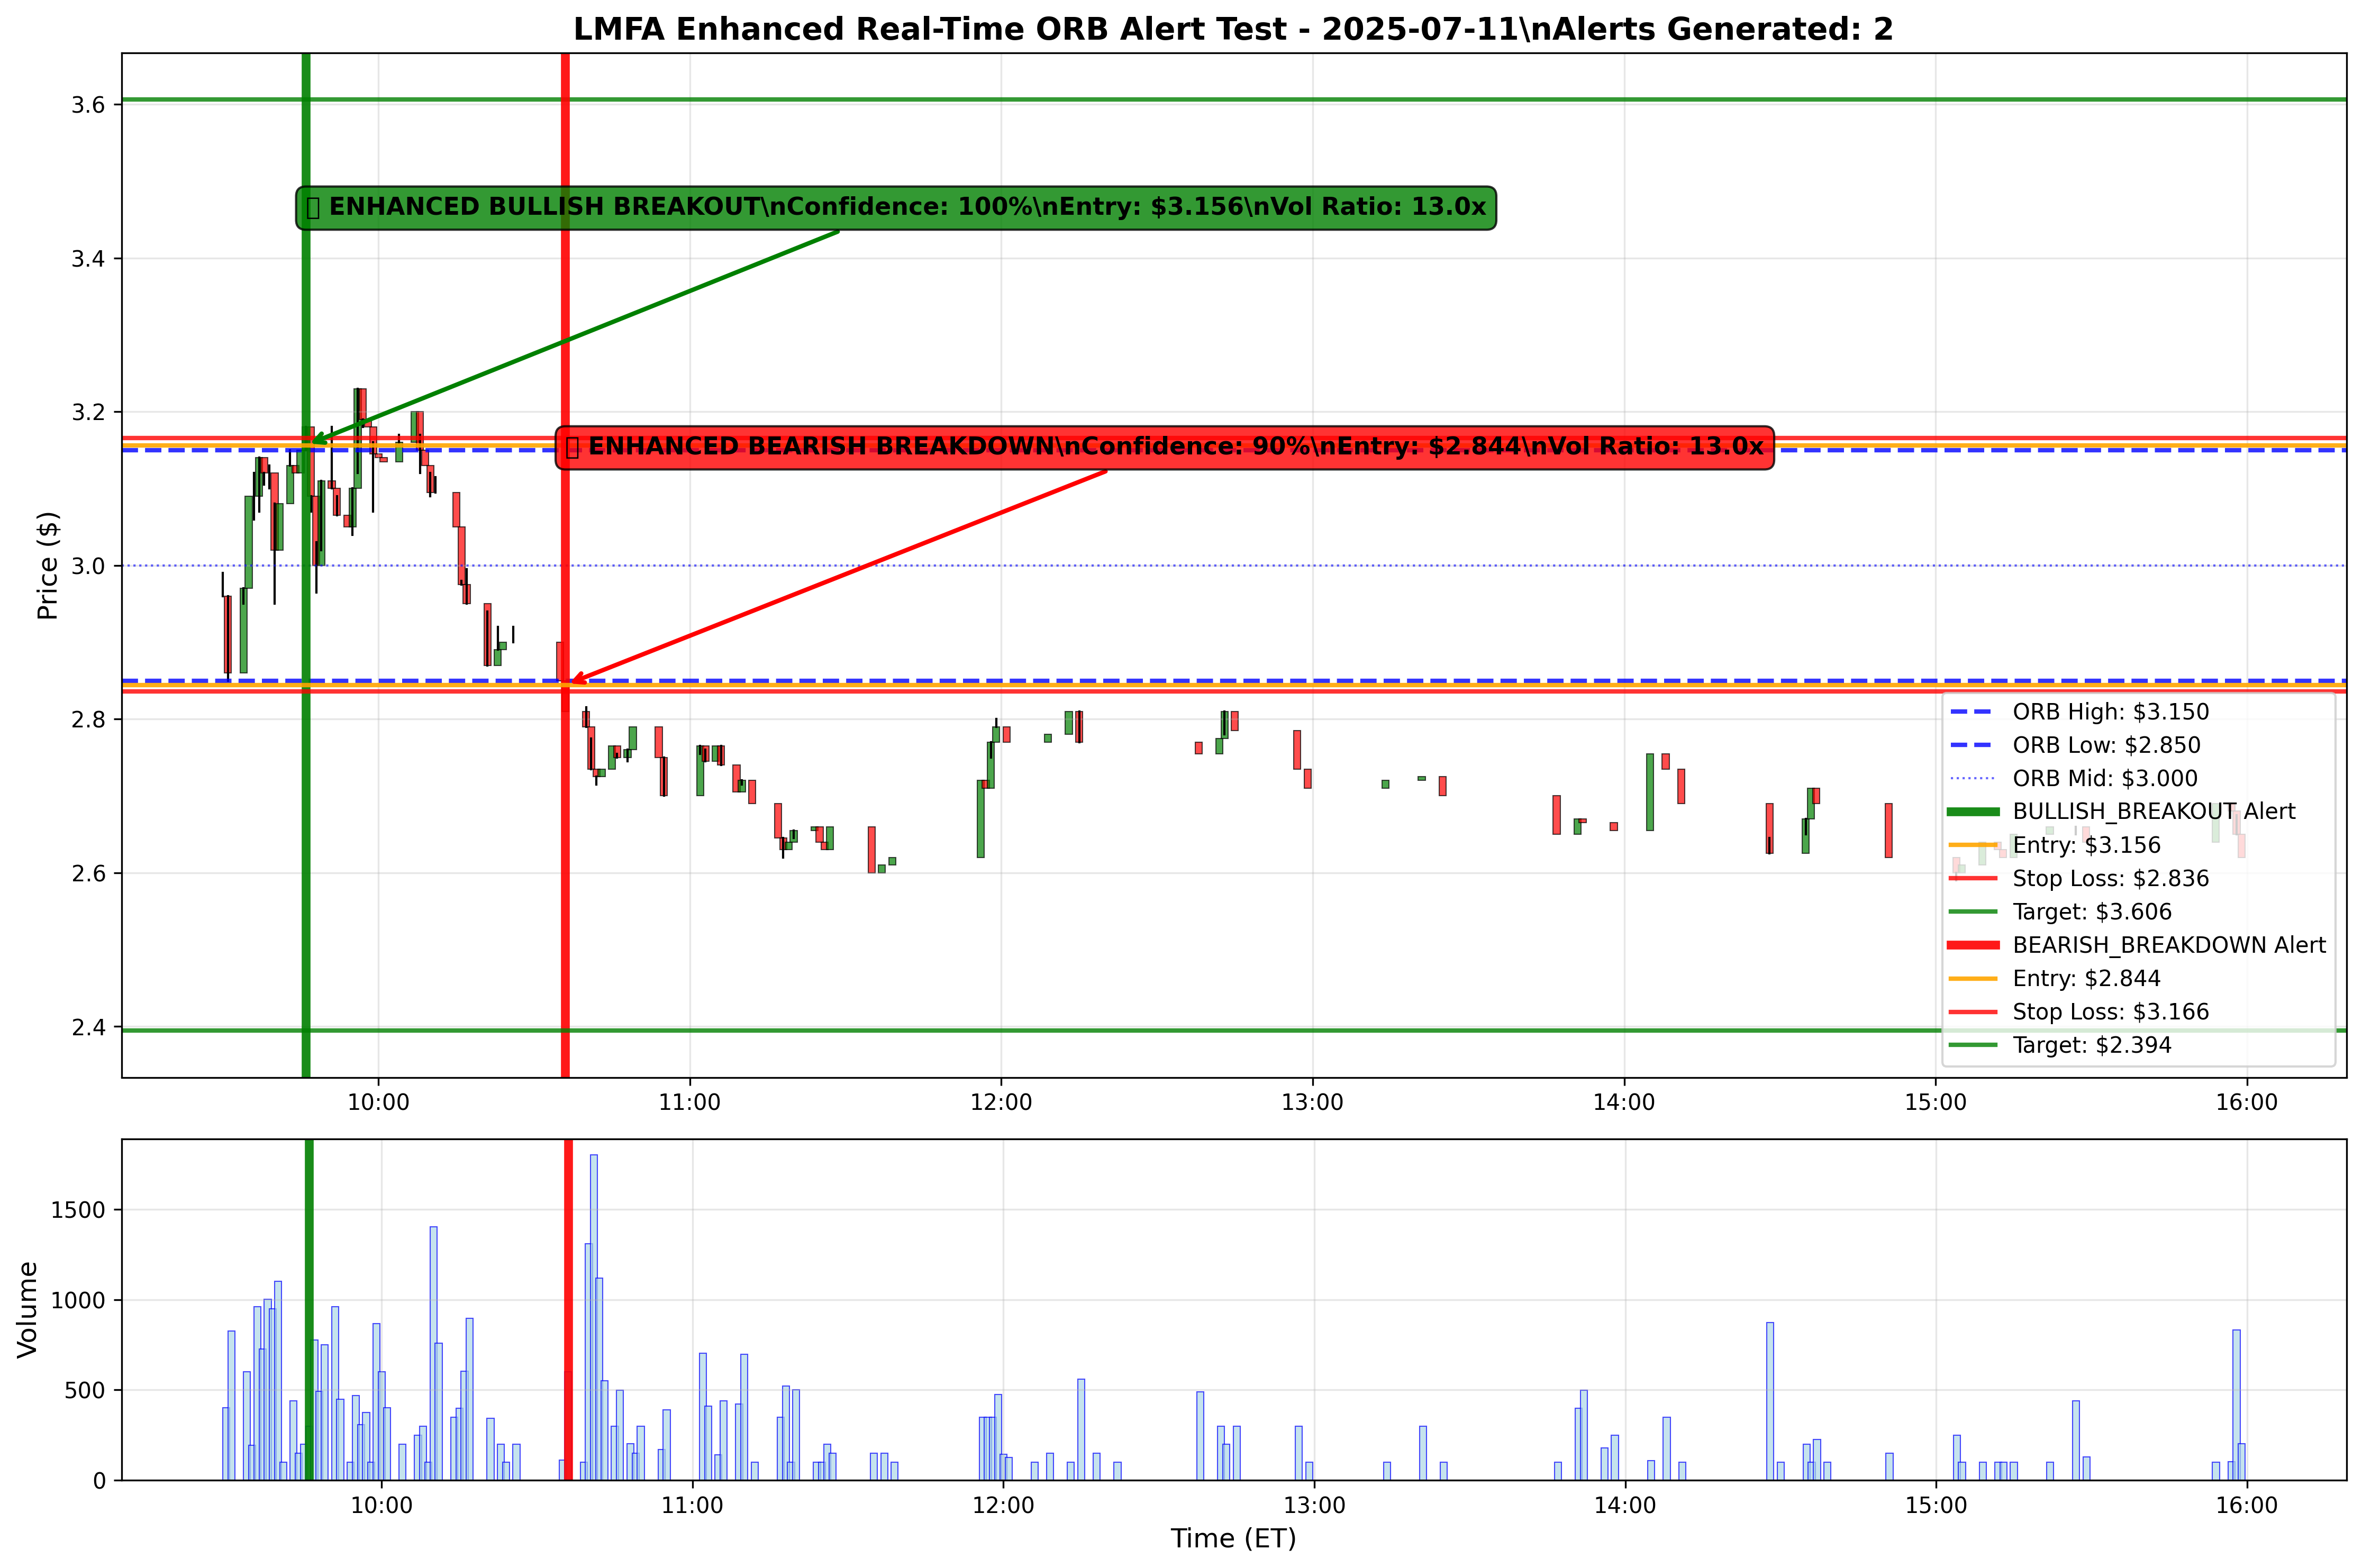 LMFA Enhanced Real-Time ORB Alert Test - 2025-07-11\nAlerts Generated: 2
Price ($)
3.6
3.4
3.2
3.0
2.8
2.6
2.4
ENHANCED BULLISH BREAKOUT\nConfidence: 100%\nEntry: $3.156\nVol Ratio: 13.0x
ENHANCED BEARISH BREAKDOWN\nConfidence: 90%\nEntry: $2.844\nVol Ratio: 13.0x
ORB High: $3.150
ORB Low: $2.850
ORB Mid: $3.000
BULLISH_BREAKOUT Alert
Entry: $3.156
Stop Loss: $2.836
Target: $3.606
BEARISH_BREAKDOWN Alert
Entry: $2.844
Stop Loss: $3.166
Target: $2.394
10:00 11:00 12:00 13:00 14:00 15:00 16:00
Volume
1500
1000
500
0
10:00 11:00 12:00 13:00 14:00 15:00 16:00
Time (ET)